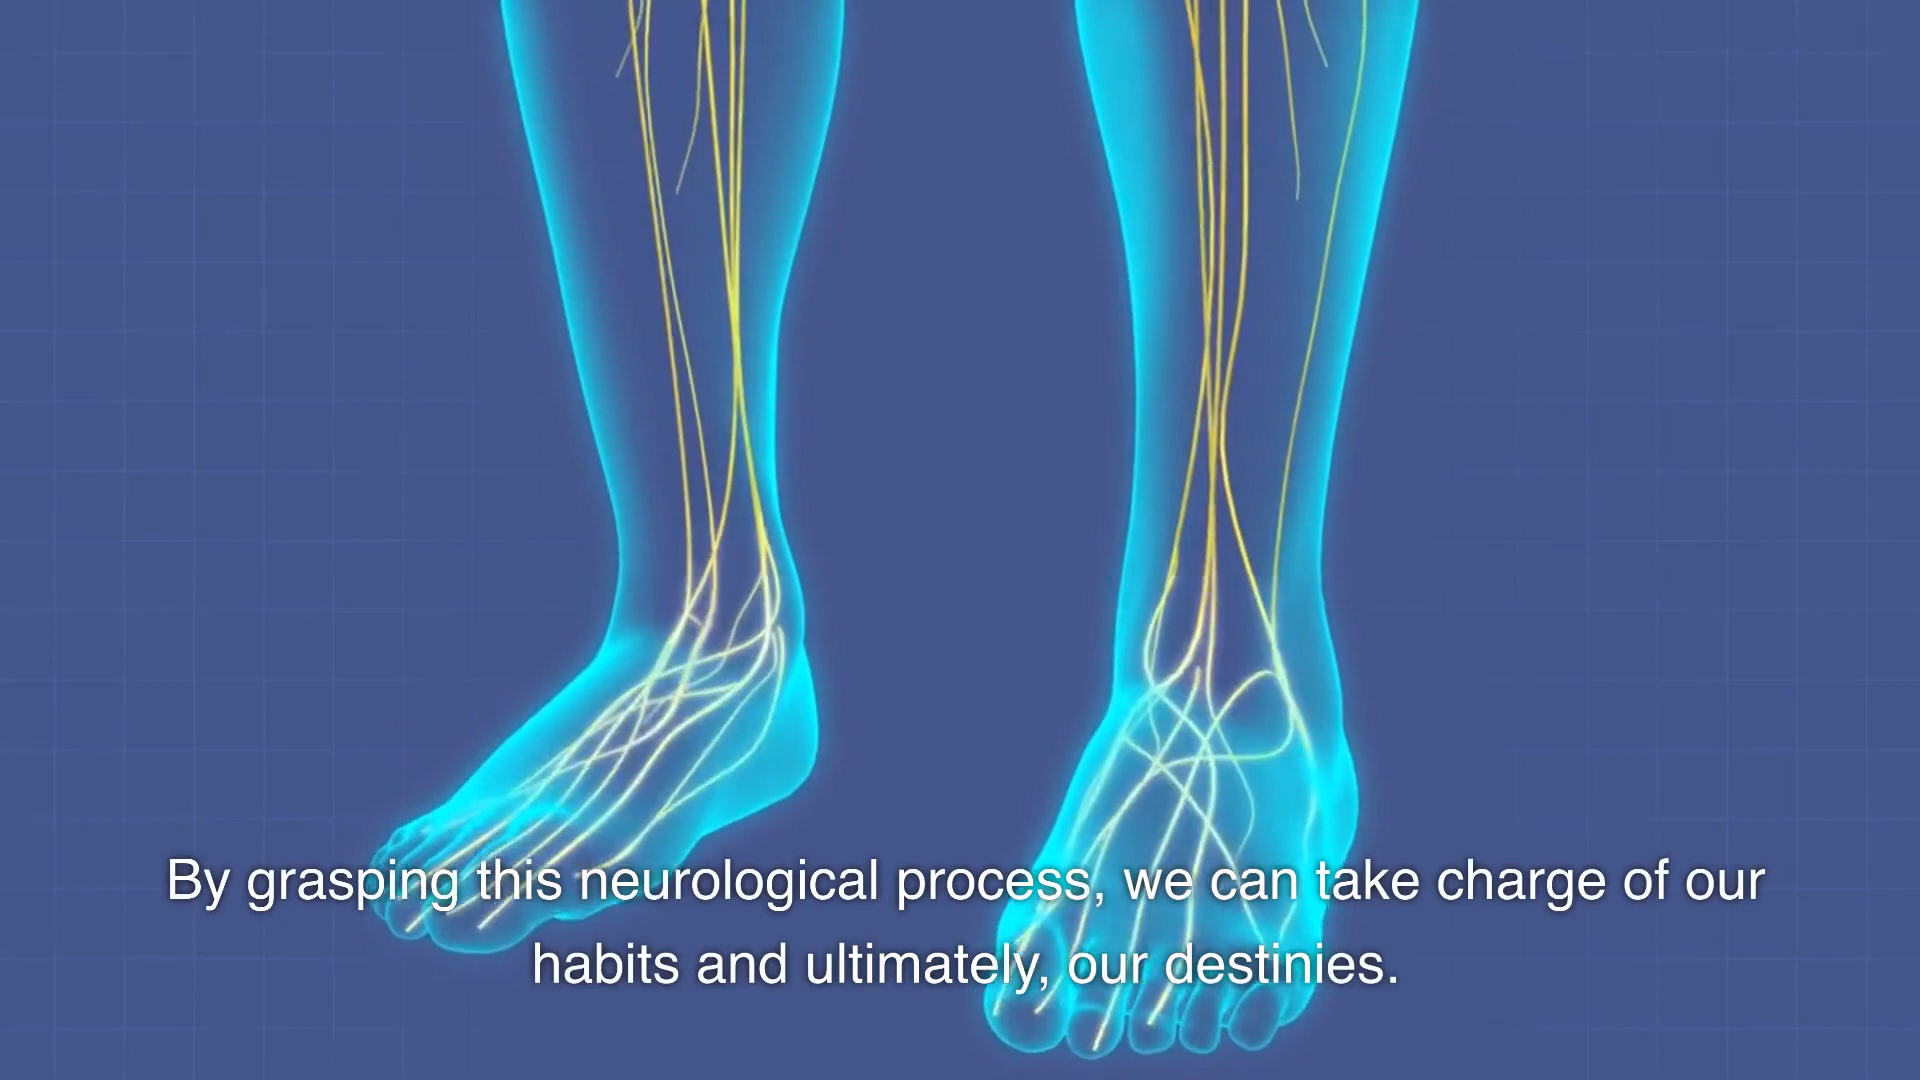 By grasping this neurological process, we can take charge of our
habits and ultimately, our destinies.